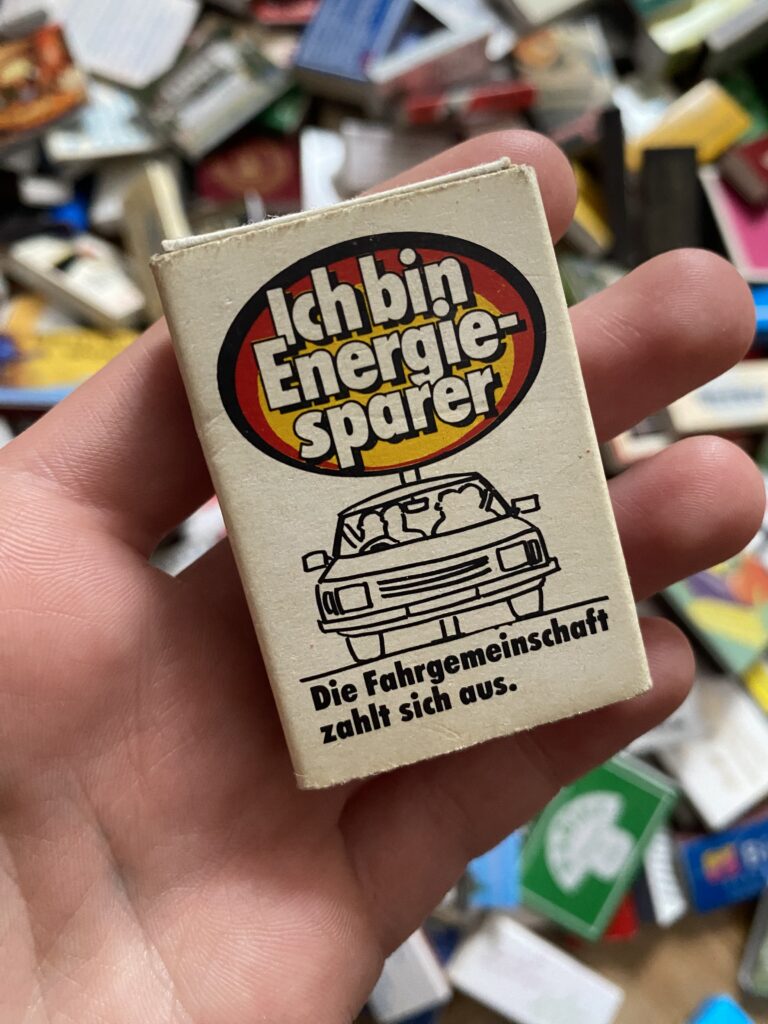 Ich bin
Energie-
sparer
Die Fahrgemeinschaft
zahlt sich aus.